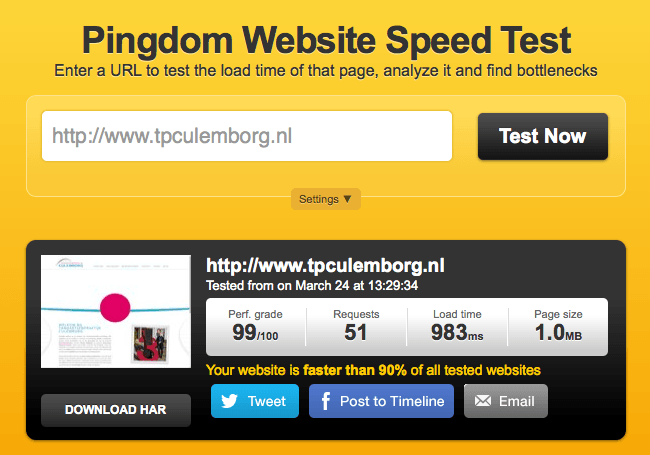 Pingdom Website Speed Test
Enter a URL to test the load time of that page, analyze it and find bottlenecks
http://www.tpculemborg.nl
Test Now
Settings ▼
http://www.tpculemborg.nl
Tested from on March 24 at 13:29:34
Perf. grade Requests Load time Page size
99/100 51 983ms 1.0MB
Your website is faster than 90% of all tested websites
DOWNLOAD HAR
Tweet
Post to Timeline
Email